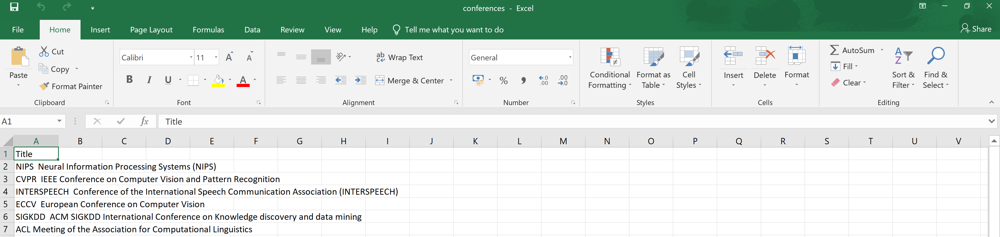 conferences - Excel
File Home Insert Page Layout Formulas Data Review View Help Tell me what you want to do Share
Paste
Cut
Copy
Format Painter
Clipboard
Calibri 11 A A
B I U A
Font
ab Wrap Text
Merge & Center
Alignment
General
% , .0 .00 .00 .0
Number
Conditional Formatting
Format as Table
Cell Styles
Styles
Insert
Delete
Format
Cells
AutoSum
Fill
Clear
Sort & Filter
Find & Select
Editing
A1 fx Title
A B C D E F G H I J K L M N O P Q R S T U V
1 Title
2 NIPS  Neural Information Processing Systems (NIPS)
3 CVPR  IEEE Conference on Computer Vision and Pattern Recognition
4 INTERSPEECH  Conference of the International Speech Communication Association (INTERSPEECH)
5 ECCV  European Conference on Computer Vision
6 SIGKDD  ACM SIGKDD International Conference on Knowledge discovery and data mining
7 ACL Meeting of the Association for Computational Linguistics